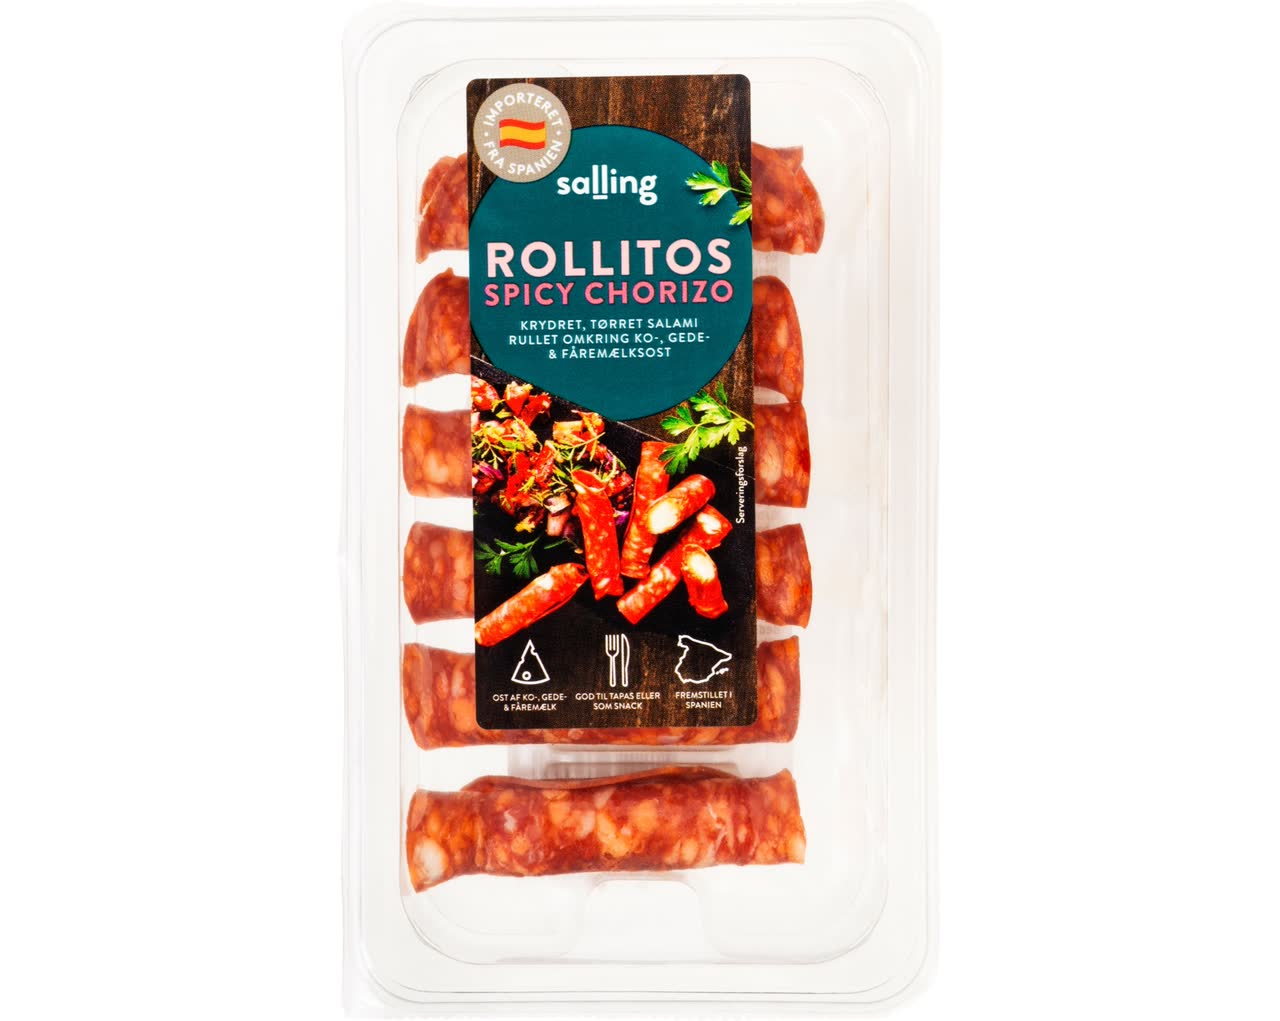 IMPORTERET
FRA SPANIEN
salling
ROLLITOS
SPICY CHORIZO
KRYDRET, TØRRET SALAMI
RULLET OMKRING KO-, GEDE-
& FÅREMÆLKSOST
Serveringsforslag
OST AF KO-, GEDE-
& FÅREMÆLK
GOD TIL TAPAS ELLER
SOM SNACK
FREMSTILLET I
SPANIEN